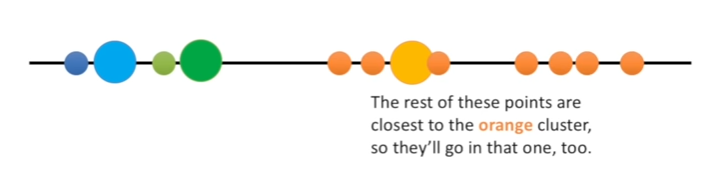 The rest of these points are
closest to the orange cluster,
so they’ll go in that one, too.